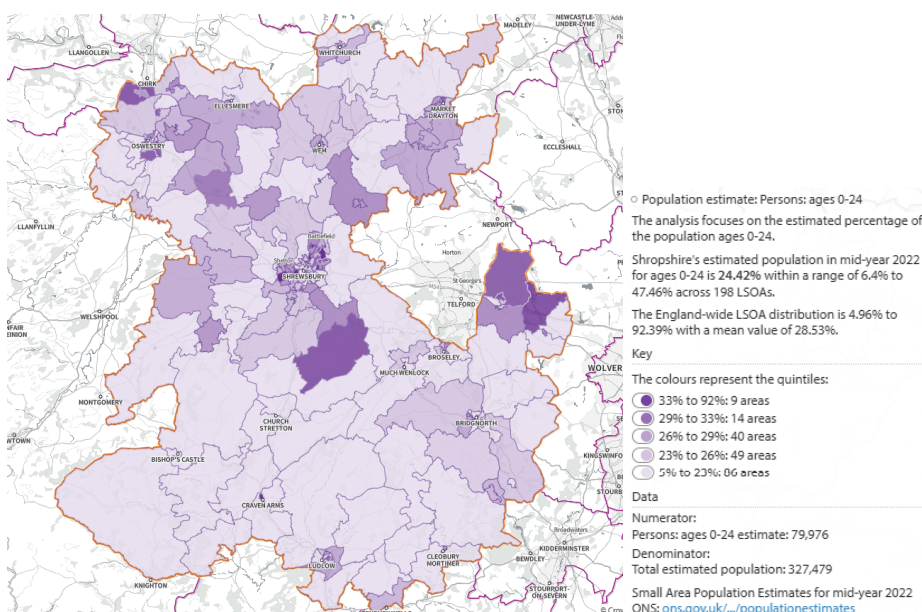 MADELEY
NEWCASTLE-
UNDER-LYME
LLANGOLLEN
WHITCHURCH
CHIRK
ELLESMERE
MARKET
DRAYTON
OSWESTRY
WEM
ECCLESHALL
LLANFYLLIN
NEWPORT
Battlefield
Horton
SHREWSBURY
St George's
TELFORD
WELSHPOOL
BROSELEY
MUCH WENLOCK
WOLVER
MONTGOMERY
CHURCH
STRETTON
BRIDGNORTH
BISHOP'S CASTLE
KINGSWINFO
STOURB
CRAVEN ARMS
Broadwaters
KIDDERMINSTER
CLEOBURY
MORTIMER
BEWDLEY
LUDLOW
KNIGHTON
STOURPORT
-ON-SEVERN
Population estimate: Persons: ages 0-24
The analysis focuses on the estimated percentage of
the population ages 0-24.
Shropshire's estimated population in mid-year 2022
for ages 0-24 is 24.42% within a range of 6.4% to
47.46% across 198 LSOAs.
The England-wide LSOA distribution is 4.96% to
92.39% with a mean value of 28.53%.
Key
The colours represent the quintiles:
33% to 92%: 9 areas
29% to 33%: 14 areas
26% to 29%: 40 areas
23% to 26%: 49 areas
5% to 23%: 86 areas
Data
Numerator:
Persons: ages 0-24 estimate: 79,976
Denominator:
Total estimated population: 327,479
Small Area Population Estimates for mid-year 2022
ONS: ons.gov.uk/.../populationestimates